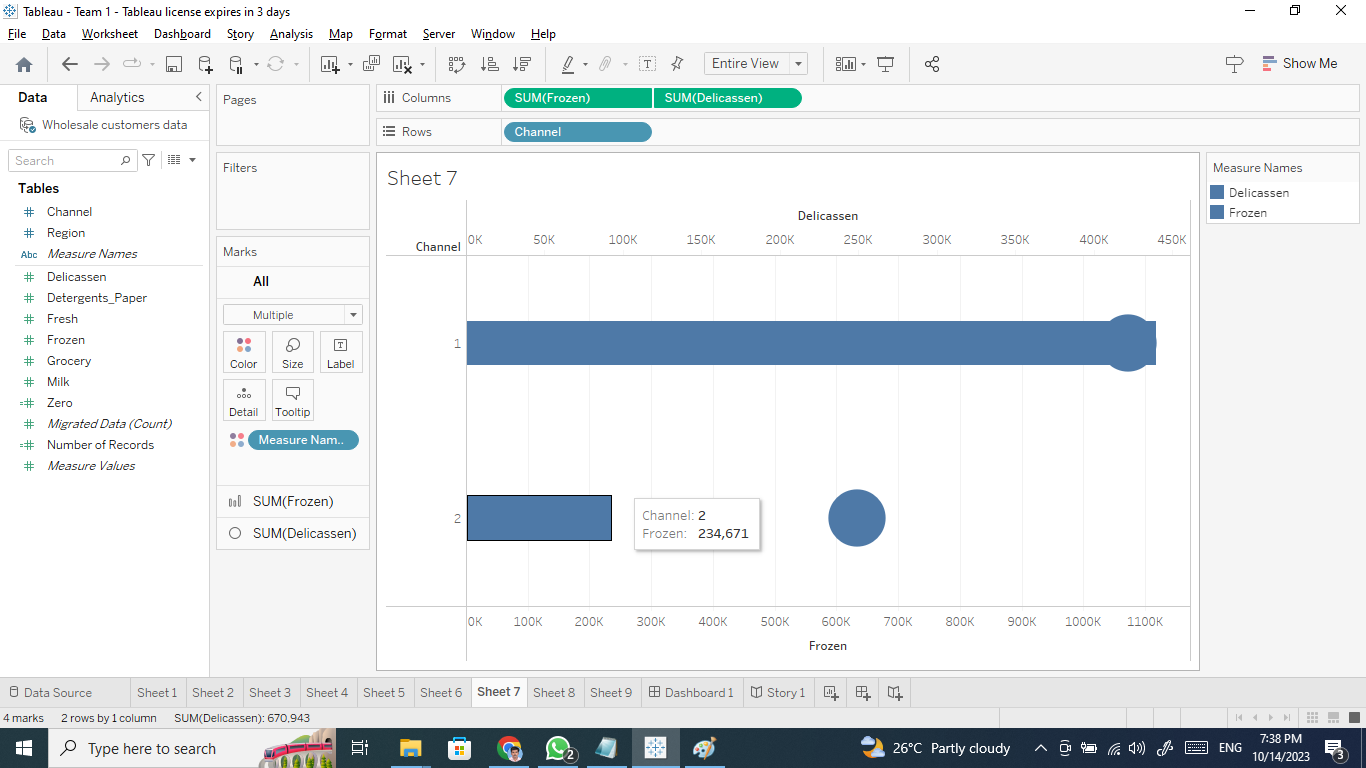 Tableau - Team 1 - Tableau license expires in 3 days
File Data Worksheet Dashboard Story Analysis Map Format Server Window Help
Entire View
Show Me
Data Analytics
Wholesale customers data
Search
Tables
Channel
Region
Abc Measure Names
Delicassen
Detergents_Paper
Fresh
Frozen
Grocery
Milk
Zero
Migrated Data (Count)
Number of Records
Measure Values
Pages
Filters
Marks
All
Multiple
Color Size Label
Detail Tooltip
Measure Nam..
SUM(Frozen)
SUM(Delicassen)
Columns SUM(Frozen) SUM(Delicassen)
Rows Channel
Sheet 7
Delicassen
Channel
0K 50K 100K 150K 200K 250K 300K 350K 400K 450K
1
2
Channel: 2
Frozen: 234,671
0K 100K 200K 300K 400K 500K 600K 700K 800K 900K 1000K 1100K
Frozen
Measure Names
Delicassen
Frozen
Data Source Sheet 1 Sheet 2 Sheet 3 Sheet 4 Sheet 5 Sheet 6 Sheet 7 Sheet 8 Sheet 9 Dashboard 1 Story 1
4 marks 2 rows by 1 column SUM(Delicassen): 670,943
Type here to search
2
26°C Partly cloudy
ENG
7:38 PM
10/14/2023
3